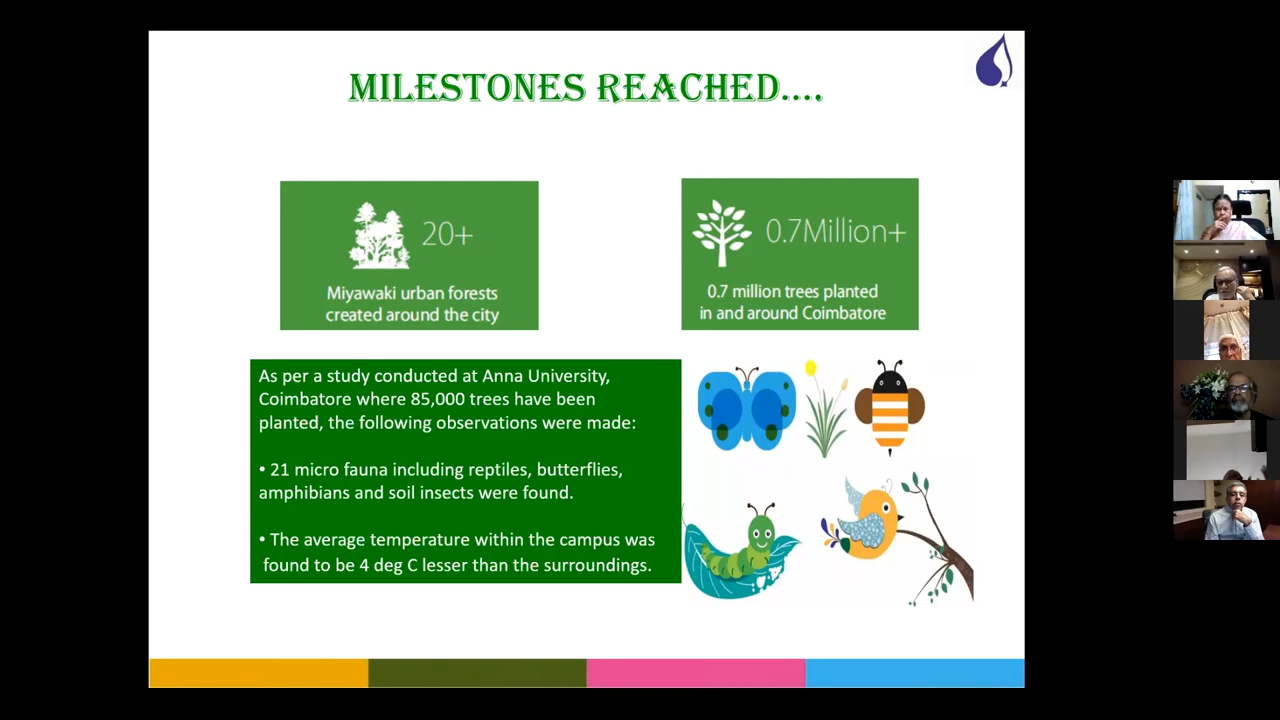 MILESTONES REACHED....
20+
Miyawaki urban forests
created around the city
0.7Million+
0.7 million trees planted
in and around Coimbatore
As per a study conducted at Anna University,
Coimbatore where 85,000 trees have been
planted, the following observations were made:
• 21 micro fauna including reptiles, butterflies,
amphibians and soil insects were found.
• The average temperature within the campus was
found to be 4 deg C lesser than the surroundings.